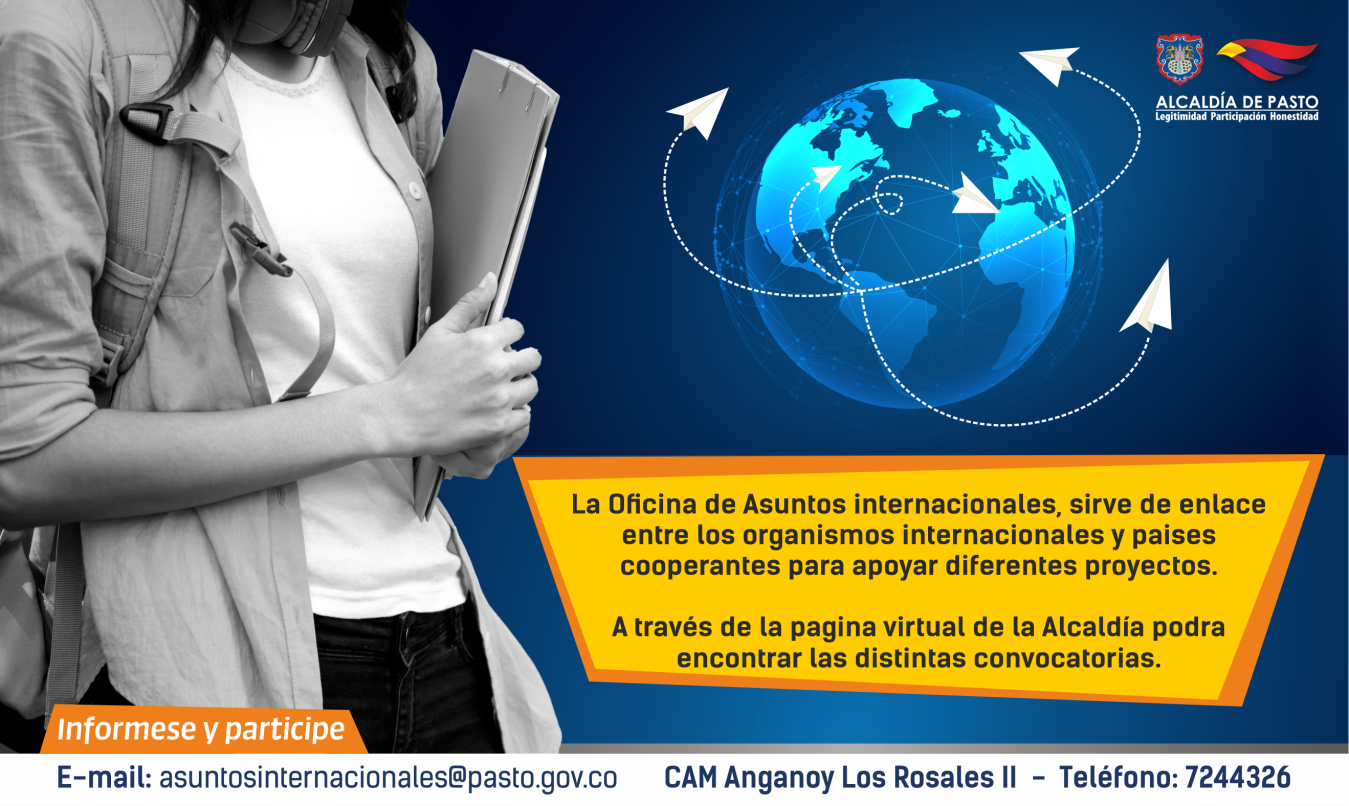 ALCALDÍA DE PASTO
Legitimidad Participación Honestidad
La Oficina de Asuntos internacionales, sirve de enlace
entre los organismos internacionales y paises
cooperantes para apoyar diferentes proyectos.
A través de la pagina virtual de la Alcaldía podra
encontrar las distintas convocatorias.
Informese y participe
E-mail: asuntosinternacionales@pasto.gov.co CAM Anganoy Los Rosales II - Teléfono: 7244326